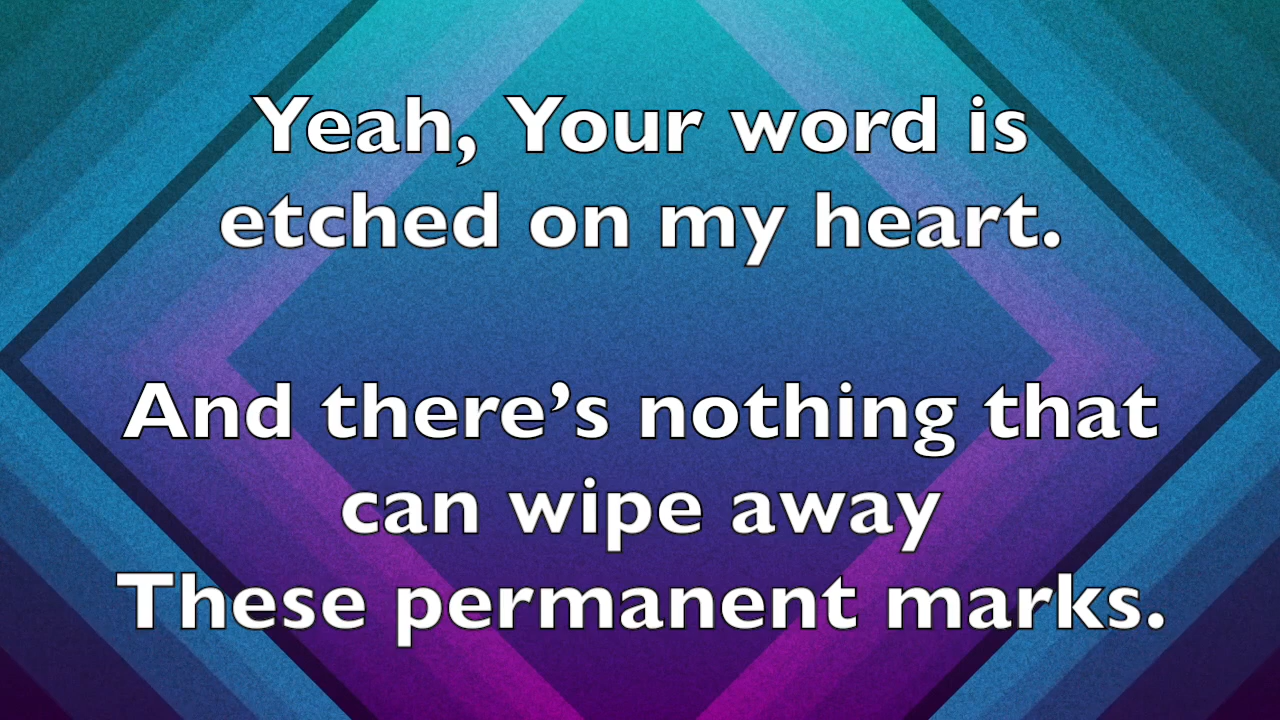 Yeah, Your word is
etched on my heart.
And there’s nothing that
can wipe away
These permanent marks.